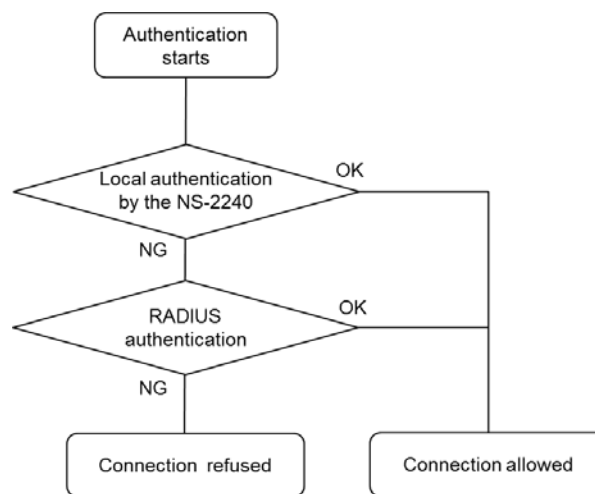 Authentication
starts
OK
Local authentication
by the NS-2240
NG
OK
RADIUS
authentication
NG
Connection refused
Connection allowed